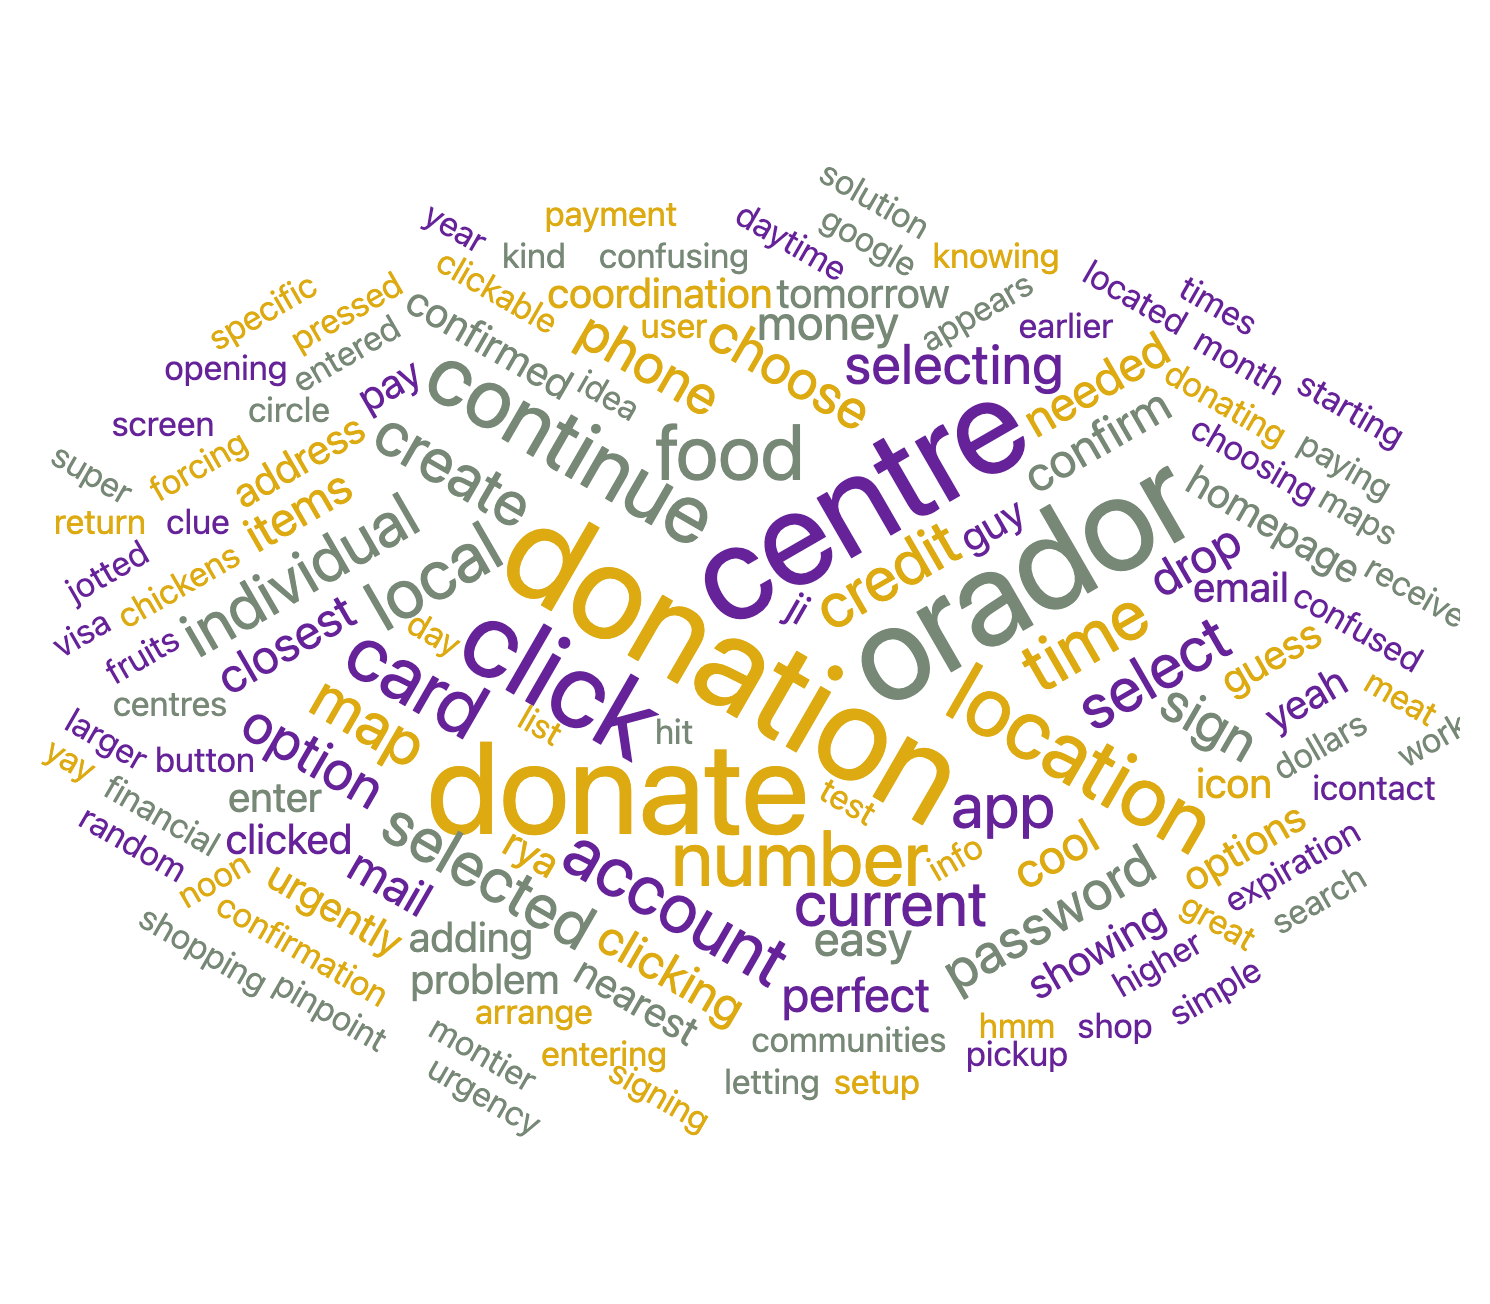 solution
year
payment
daytime
google
kind
confusing
knowing
clickable
located
times
specific
pressed
coordination
tomorrow
appears
confirmed
user
choose
money
earlier
entered
phone
selecting
needed
month
opening
pay
continue
idea
donating
starting
screen
circle
create
food
centre
confirm
choosing
paying
super
forcing
address
orador
homepage
maps
return
clue
items
individual
local
donation
credit
guy
drop
jotted
chickens
closest
day
click
ji
time
email
receive
visa
fruits
card
select
guess
confused
centres
map
list
hit
location
sign
yeah
meat
larger
button
option
donate
test
app
icon
dollars
work
yay
financial
enter
selected
icontact
random
clicked
rya
account
number
info
cool
options
expiration
noon
mail
current
password
search
urgently
confirmation
adding
clicking
easy
showing
great
shopping
pinpoint
problem
nearest
perfect
higher
simple
arrange
hmm
shop
montier
entering
communities
pickup
urgency
signing
letting
setup